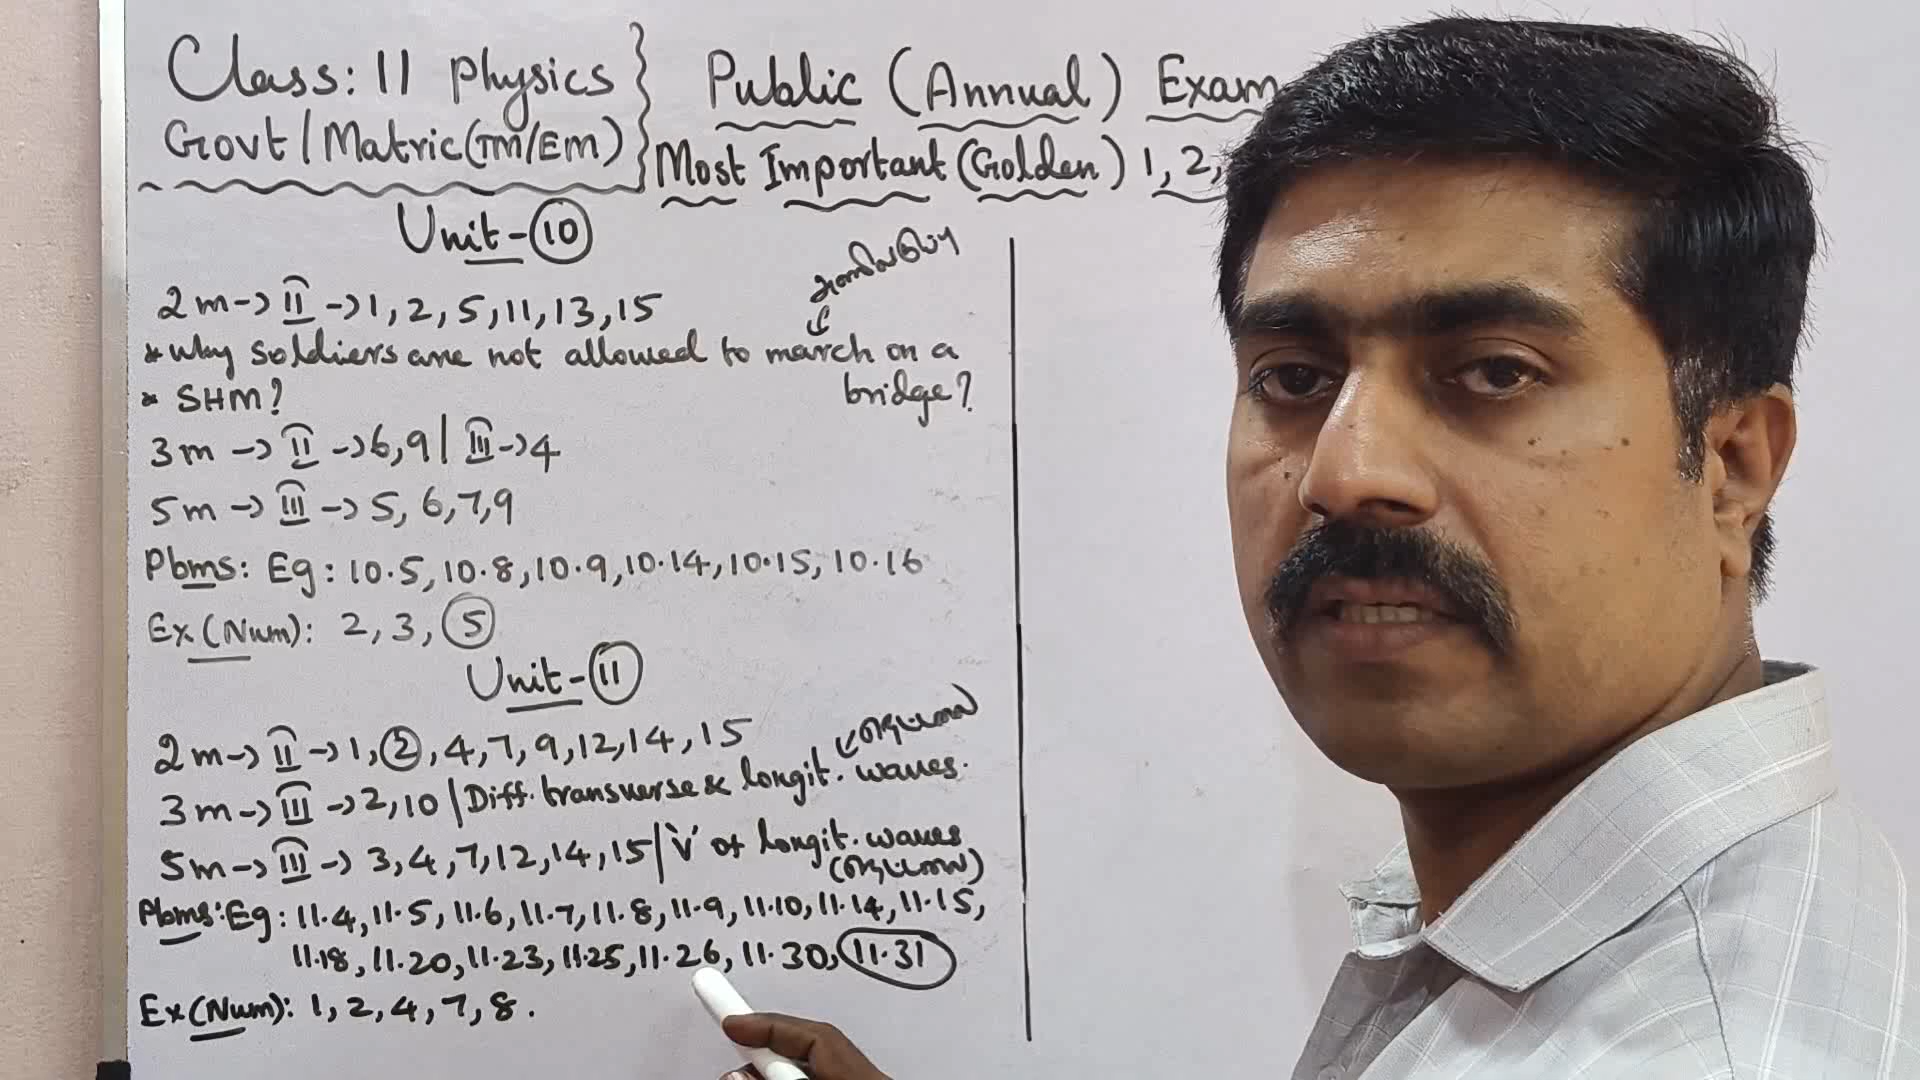 Class: 11 Physics
Govt / Matric (TM/EM)
Public (Annual) Exam
Most Important (Golden) 1, 2,
Unit - 10
2m -> II -> 1, 2, 5, 11, 13, 15
* Why soldiers are not allowed to march on a
bridge?
* SHM?
3m -> II -> 6, 9 | III -> 4
5m -> III -> 5, 6, 7, 9
Pbms: Eg: 10.5, 10.8, 10.9, 10.14, 10.15, 10.16
Ex (Num): 2, 3, 5
Unit - 11
2m -> II -> 1, 2, 4, 7, 9, 12, 14, 15
நெட்டலை
3m -> III -> 2, 10 | Diff. transverse & longit. waves.
5m -> III -> 3, 4, 7, 12, 14, 15 | 'V' of longit. waves
(நெட்டலை)
Pbms: Eg: 11.4, 11.5, 11.6, 11.7, 11.8, 11.9, 11.10, 11.14, 11.15,
11.18, 11.20, 11.23, 11.25, 11.26, 11.30, 11.31
Ex (Num): 1, 2, 4, 7, 8.